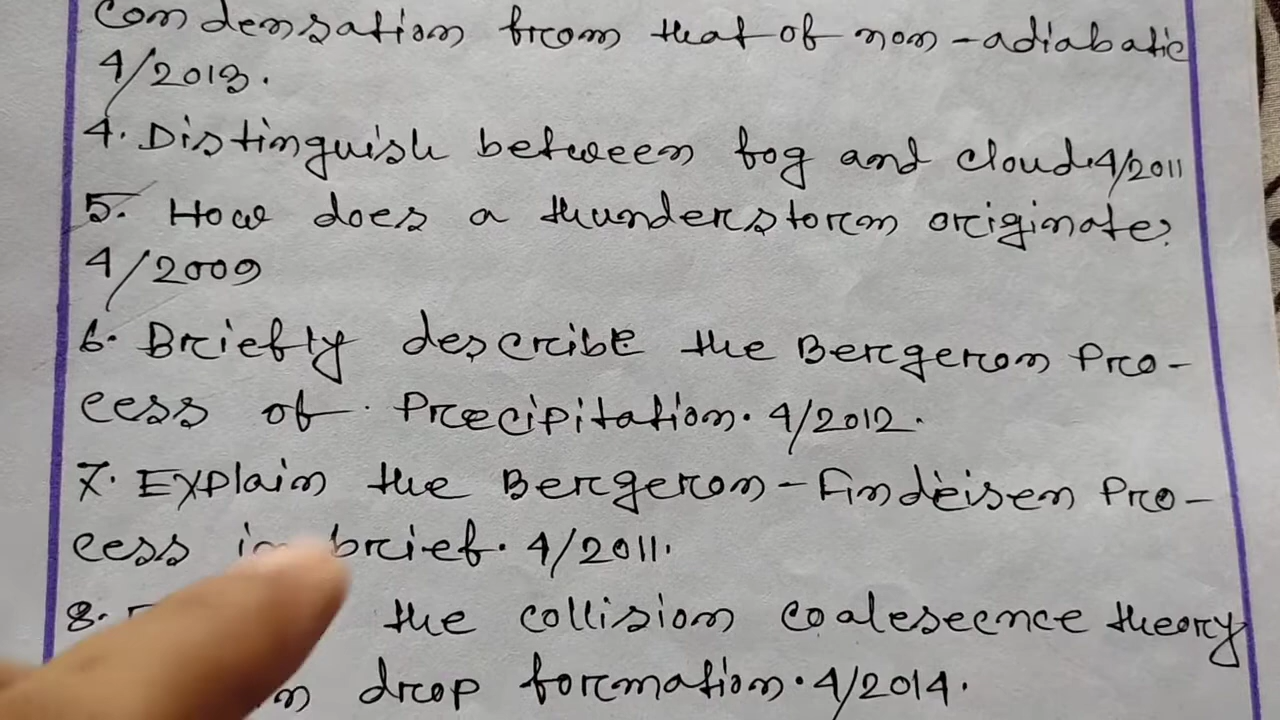 Condensation from that of non-adiabatic
4/2013.
4. Distinguish between fog and cloud. 4/2011
5. How does a thunderstorm originate?
4/2009
6. Briefly describe the Bergeron Pro-
cess of Precipitation. 4/2012.
7. Explain the Bergeron-Findeisen Pro-
cess in brief. 4/2011.
8. the collision coalescence theory
drop formation. 4/2014.